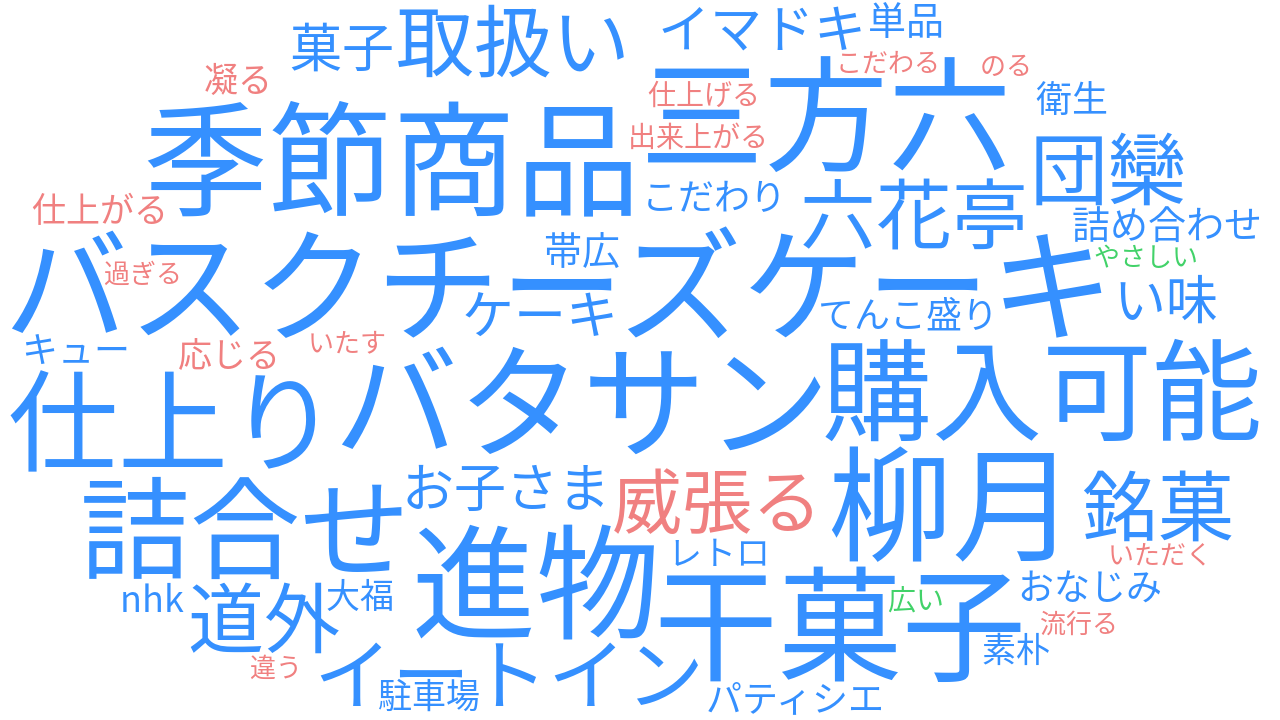 取扱い
イマドキ
単品
菓子
こだわる
のる
三方六
凝る
仕上げる
衛生
季節商品
出来上がる
団欒
こだわり
六花亭
仕上がる
詰め合わせ
帯広
やさしい
バスクチーズケーキ
過ぎる
い味
ケーキ
てんこ盛り
キュー
応じる
いたす
仕上り
バタサン
購入可能
お子さま
威張る
柳月
銘菓
詰合せ
進物
レトロ
いただく
nhk
大福
干菓子
広い
おなじみ
道外
流行る
素朴
違う
イートイン
駐車場
パティシエ